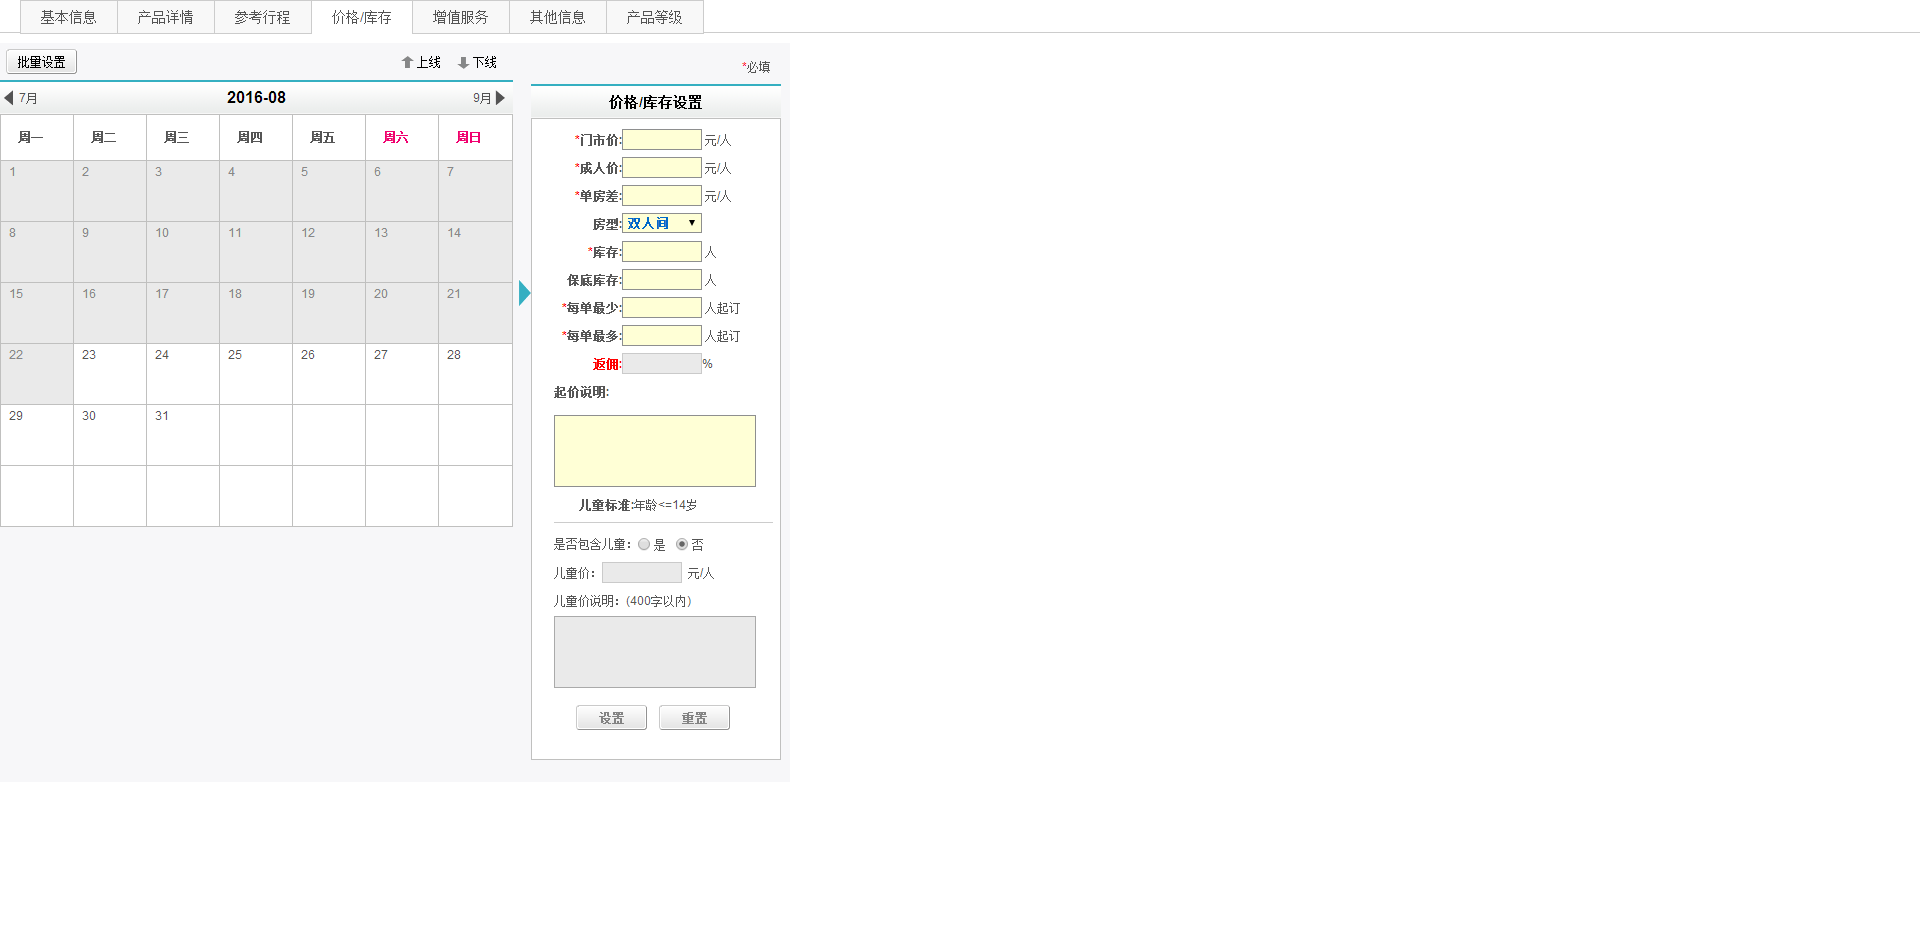 基本信息 产品详情 参考行程 价格/库存 增值服务 其他信息 产品等级
批量设置 上线 下线
*必填
7月 2016-08 9月
价格/库存设置
周一 周二 周三 周四 周五 周六 周日
*门市价: 元/人
1 2 3 4 5 6 7
*成人价: 元/人
*单房差: 元/人
房型: 双人间
8 9 10 11 12 13 14
*库存: 人
保底库存: 人
15 16 17 18 19 20 21
*每单最少: 人起订
*每单最多: 人起订
22 23 24 25 26 27 28
返佣: %
起价说明:
29 30 31
儿童标准:年龄<=14岁
是否包含儿童： 是 否
儿童价： 元/人
儿童价说明：(400字以内)
设置 重置